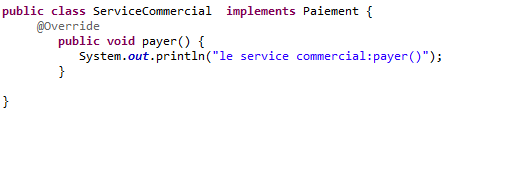 public class ServiceCommercial  implements Paiement {
@Override
public void payer() {
System.out.println("le service commercial:payer()");
}
}